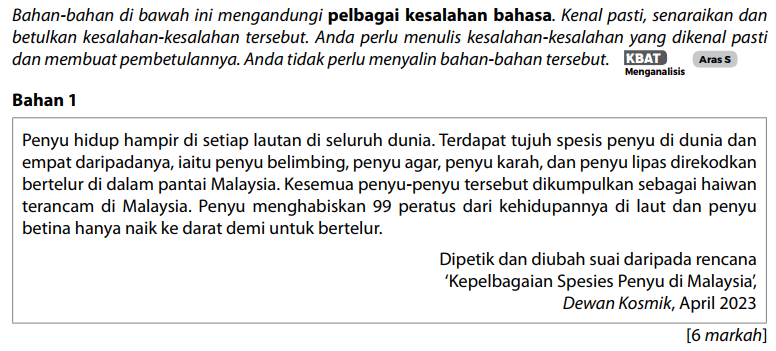 Bahan-bahan di bawah ini mengandungi pelbagai kesalahan bahasa. Kenal pasti, senaraikan dan
betulkan kesalahan-kesalahan tersebut. Anda perlu menulis kesalahan-kesalahan yang dikenal pasti
dan membuat pembetulannya. Anda tidak perlu menyalin bahan-bahan tersebut. KBAT Aras S
Menganalisis
Bahan 1
Penyu hidup hampir di setiap lautan di seluruh dunia. Terdapat tujuh spesis penyu di dunia dan
empat daripadanya, iaitu penyu belimbing, penyu agar, penyu karah, dan penyu lipas direkodkan
bertelur di dalam pantai Malaysia. Kesemua penyu-penyu tersebut dikumpulkan sebagai haiwan
terancam di Malaysia. Penyu menghabiskan 99 peratus dari kehidupannya di laut dan penyu
betina hanya naik ke darat demi untuk bertelur.
Dipetik dan diubah suai daripada rencana
‘Kepelbagaian Spesies Penyu di Malaysia’,
Dewan Kosmik, April 2023
[6 markah]